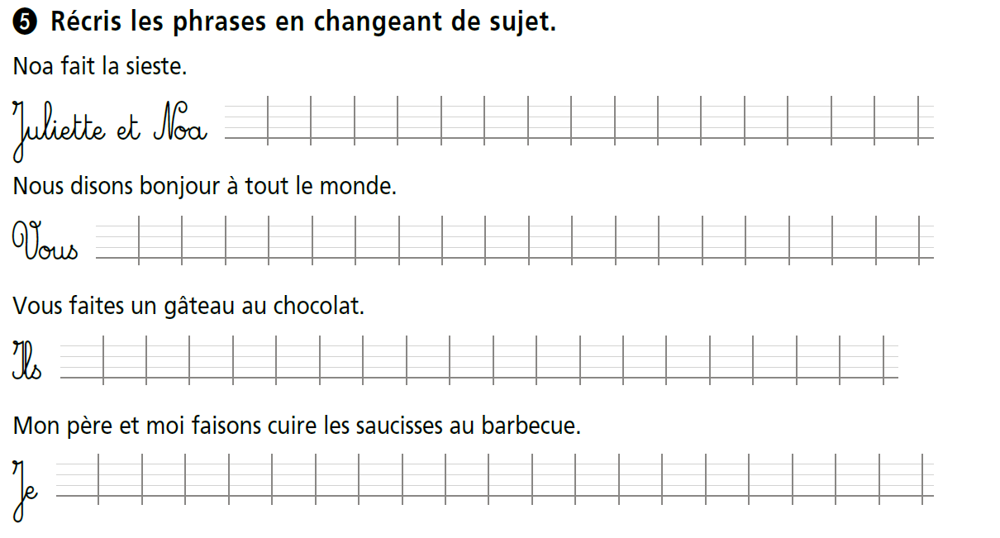 5 Récris les phrases en changeant de sujet.
Noa fait la sieste.
Juliette et Noa
Nous disons bonjour à tout le monde.
Vous
Vous faites un gâteau au chocolat.
Ils
Mon père et moi faisons cuire les saucisses au barbecue.
Je